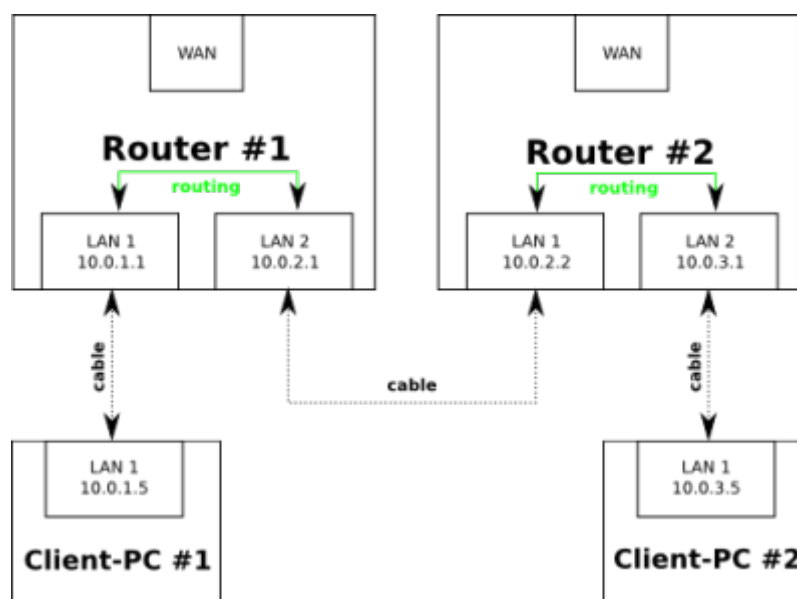 WAN
Router #1
routing
LAN 1
10.0.1.1
LAN 2
10.0.2.1
WAN
Router #2
routing
LAN 1
10.0.2.2
LAN 2
10.0.3.1
cable
cable
cable
LAN 1
10.0.1.5
Client-PC #1
LAN 1
10.0.3.5
Client-PC #2